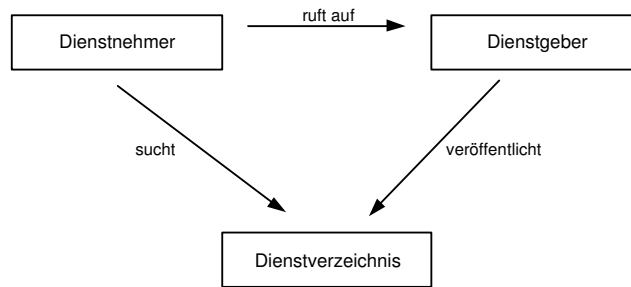 ruft auf
Dienstnehmer
Dienstgeber
sucht
veröffentlicht
Dienstverzeichnis